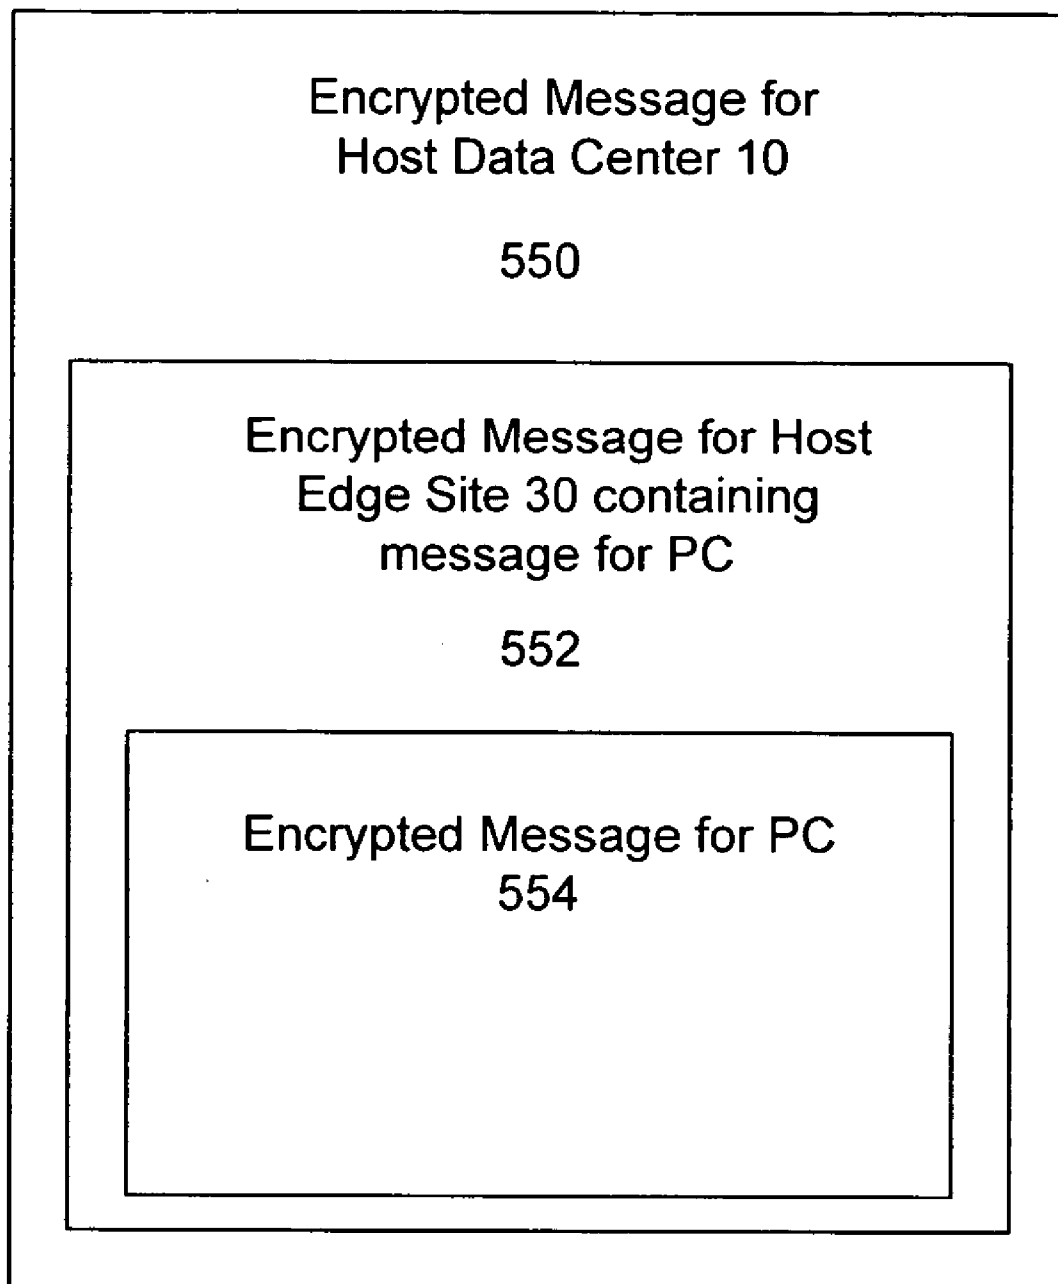 Encrypted Message for
Host Data Center 10
550
Encrypted Message for Host
Edge Site 30 containing
message for PC
552
Encrypted Message for PC
554